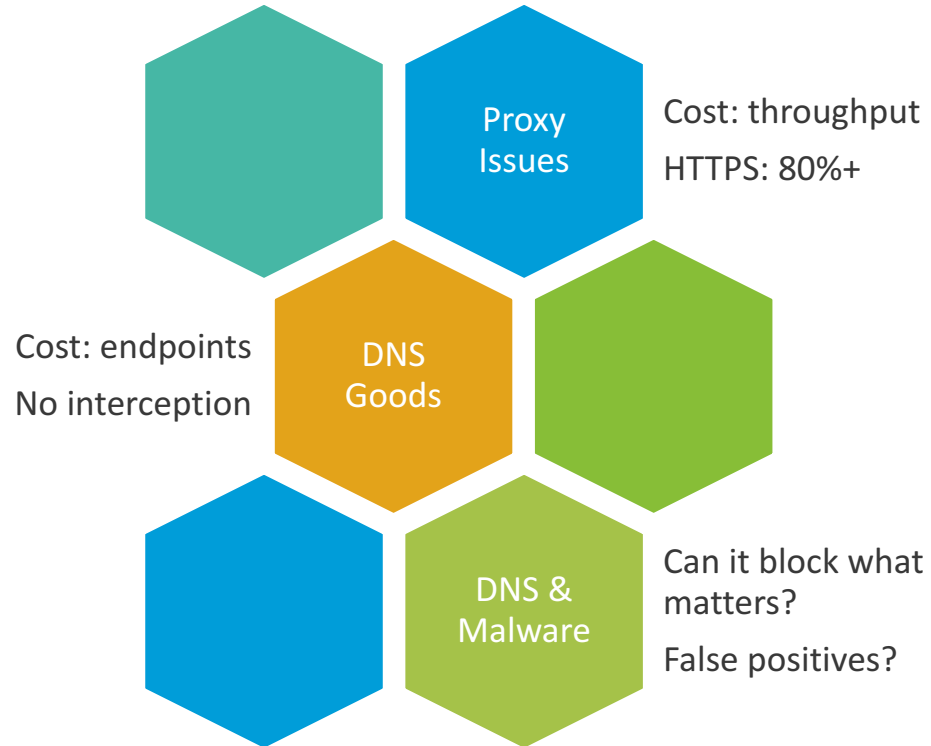 Proxy
Issues
Cost: throughput
HTTPS: 80%+
Cost: endpoints
No interception
DNS
Goods
DNS &
Malware
Can it block what
matters?
False positives?